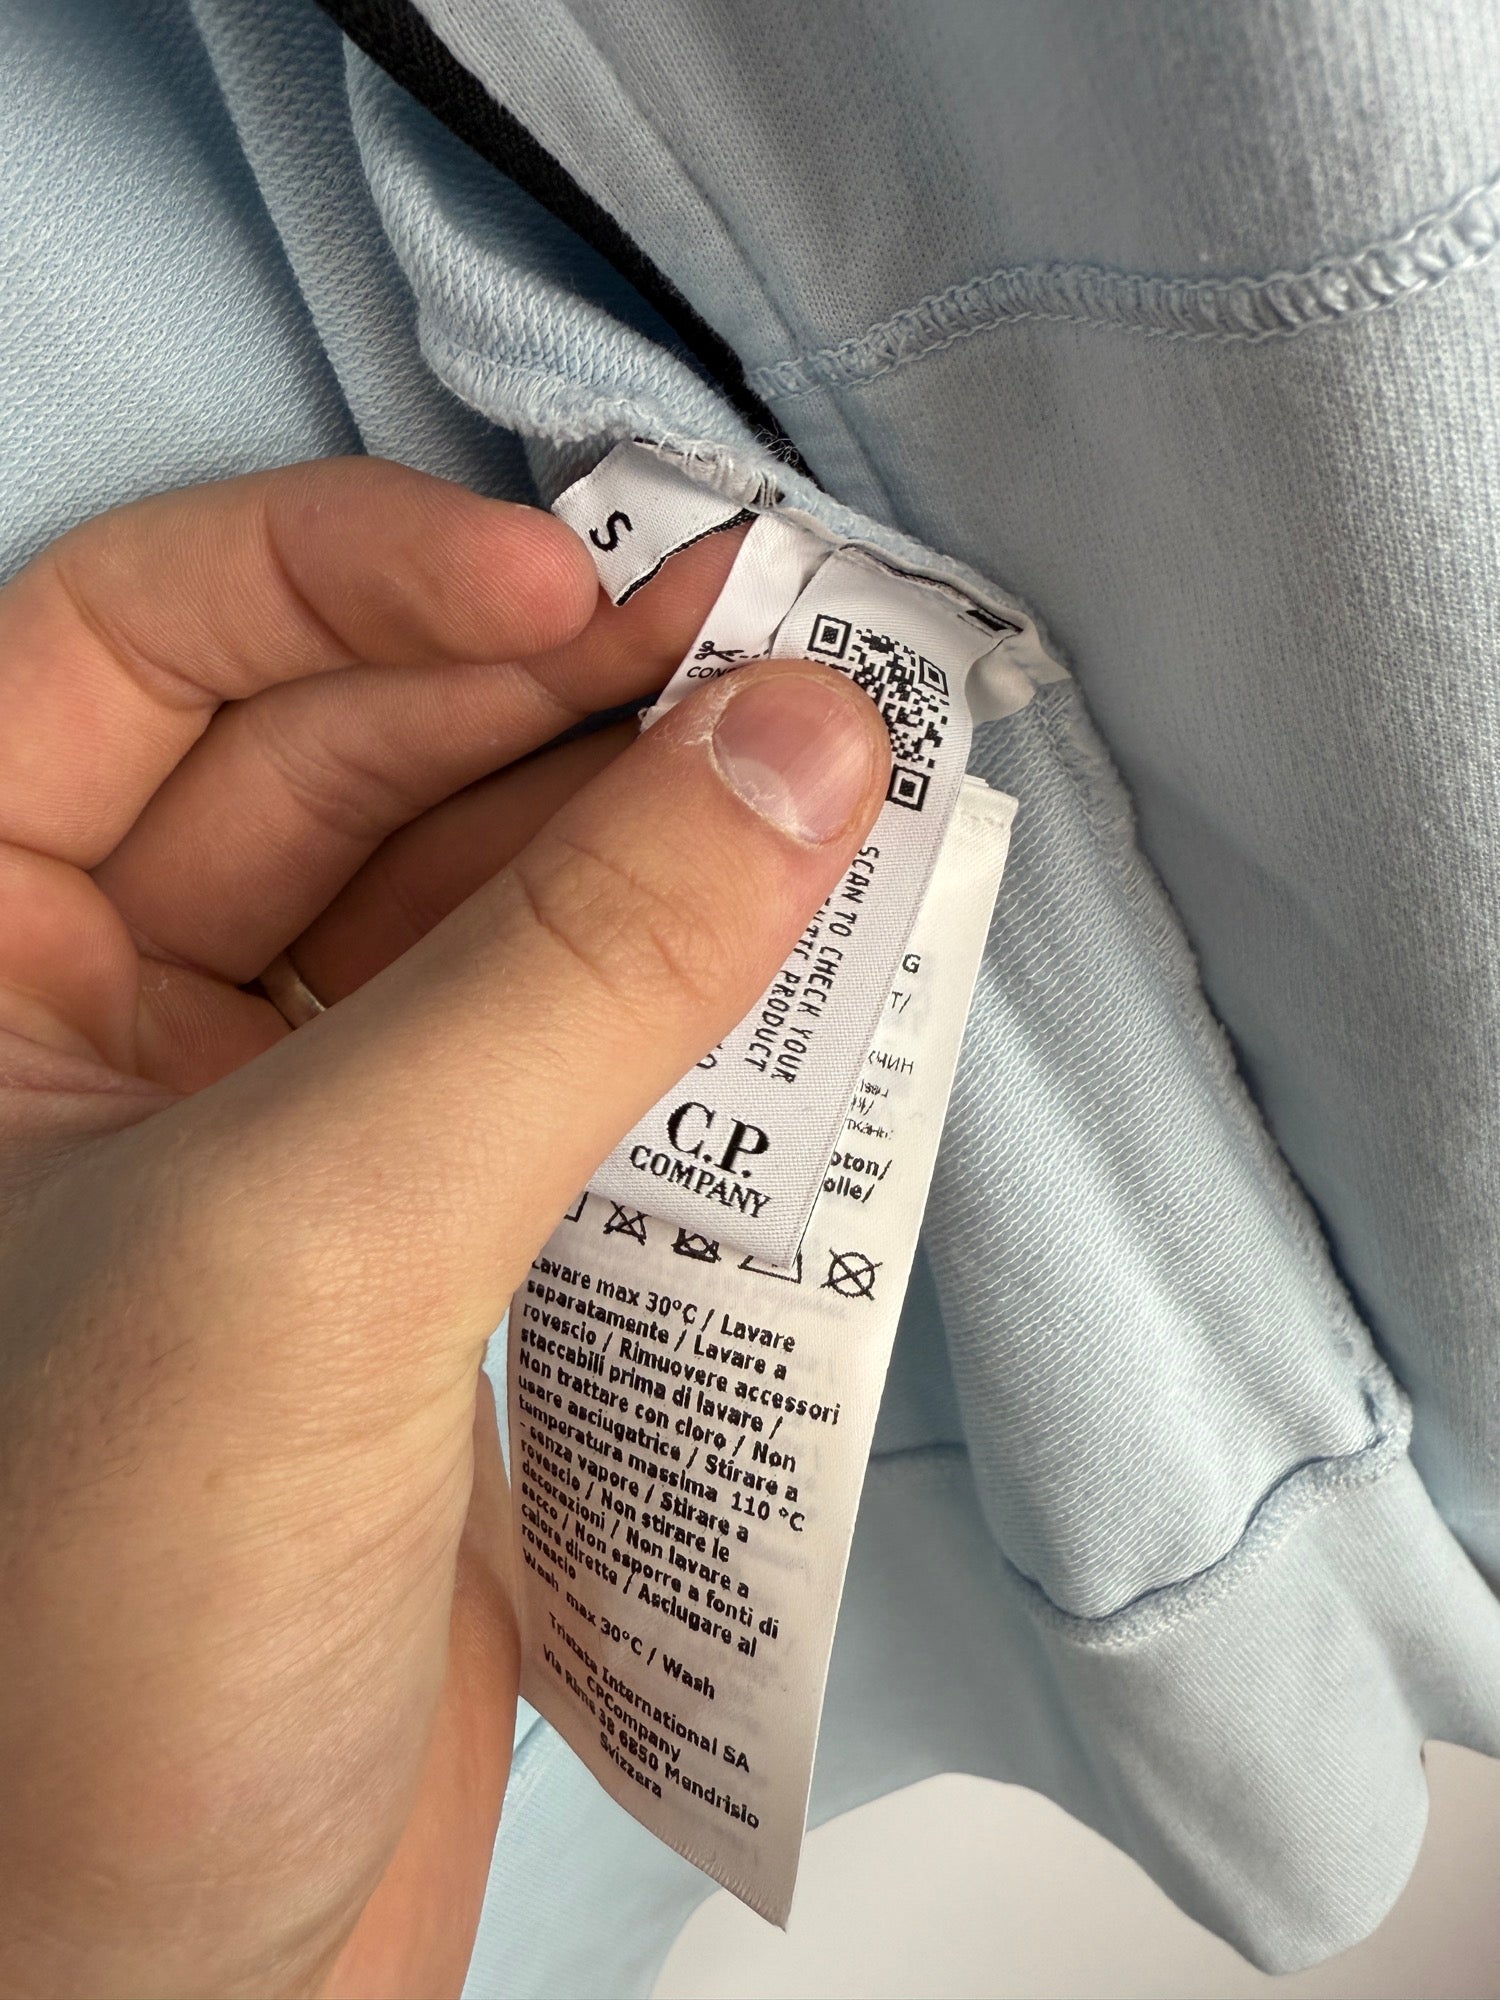 S
SCAN TO CHECK YOUR
PRODUCT
C.P.
COMPANY
G
T/
olle/
Lavare max 30°C / Lavare
separatamente / Lavare a
rovescio / Rimuovere accessori
staccabili prima di lavare /
Non trattare con cloro / Non
usare asciugatrice / Stirare a
temperatura massima 110 °C
- senza vapore / Stirare a
rovescio / Non stirare le
decorazioni / Non lavare a
secco / Non esporre a fonti di
calore dirette / Asciugare al
rovescio
Wash max 30°C / Wash
Tristate International SA
CPCompany
Via Rime 38 6850 Mendrisio
Svizzera